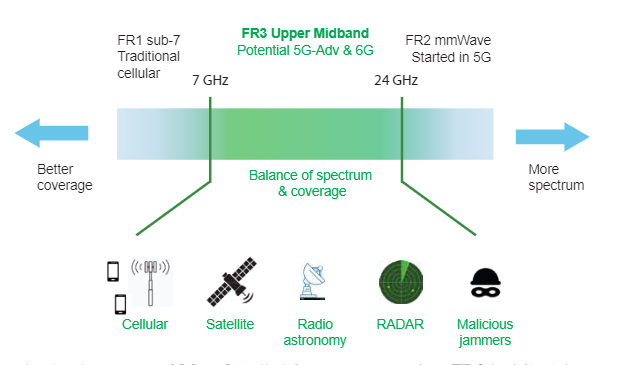 FR1 sub-7
Traditional
cellular
FR3 Upper Midband
Potential 5G-Adv & 6G
FR2 mmWave
Started in 5G
7 GHz
24 GHz
Better
coverage
Balance of spectrum
& coverage
More
spectrum
Cellular
Satellite
Radio
astronomy
RADAR
Malicious
jammers